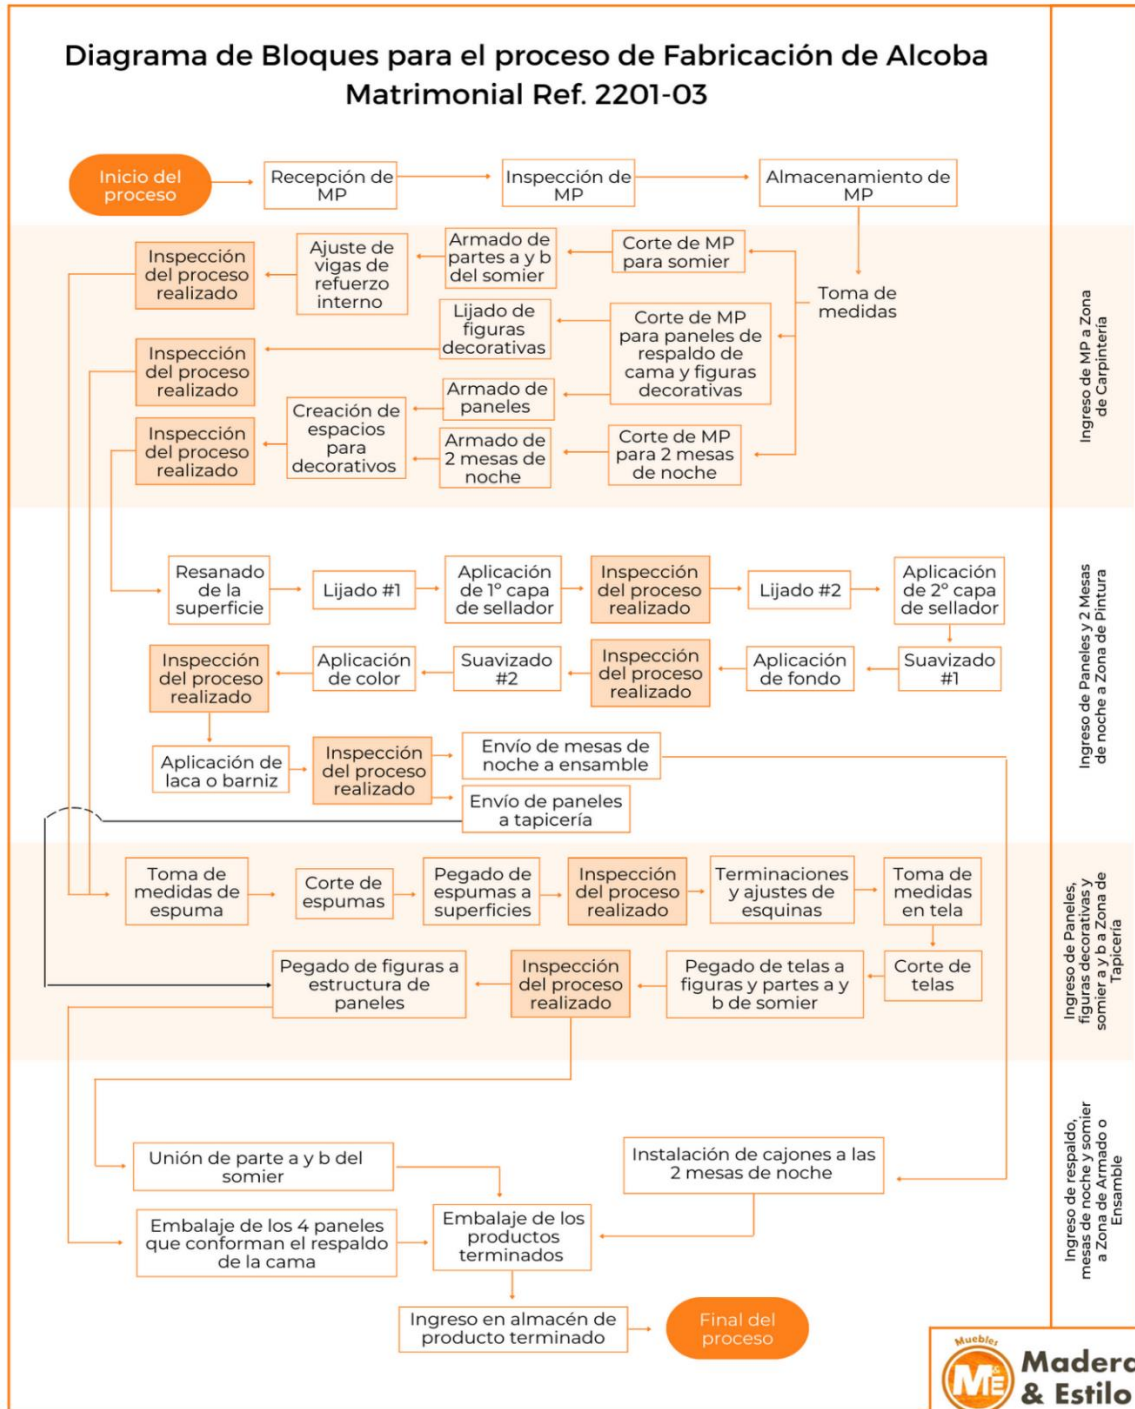 Diagrama de Bloques para el proceso de Fabricación de Alcoba
Matrimonial Ref. 2201-03
Inicio del
proceso
Recepción de
MP
Inspección de
MP
Almacenamiento de
MP
Inspección
del proceso
realizado
Ajuste de
vigas de
refuerzo
interno
Armado de
partes a y b
del somier
Corte de MP
para somier
Toma de
medidas
Lijado de
figuras
decorativas
Corte de MP
para paneles de
respaldo de
cama y figuras
decorativas
Inspección
del proceso
realizado
Armado de
paneles
Creación de
espacios
para
decorativos
Inspección
del proceso
realizado
Armado de
2 mesas de
noche
Corte de MP
para 2 mesas
de noche
Ingreso de MP a Zona
de Carpintería
Resanado
de la
superficie
Lijado #1
Aplicación
de 1º capa
de sellador
Inspección
del proceso
realizado
Lijado #2
Aplicación
de 2º capa
de sellador
Inspección
del proceso
realizado
Aplicación
de color
Suavizado
#2
Inspección
del proceso
realizado
Aplicación
de fondo
Suavizado
#1
Aplicación de
laca o barniz
Inspección
del proceso
realizado
Envío de mesas de
noche a ensamble
Envío de paneles
a tapicería
Ingreso de Paneles y 2 Mesas
de noche a Zona de Pintura
Toma de
medidas de
espuma
Corte de
espumas
Pegado de
espumas a
superficies
Inspección
del proceso
realizado
Terminaciones
y ajustes de
esquinas
Toma de
medidas
en tela
Pegado de figuras a
estructura de
paneles
Inspección
del proceso
realizado
Pegado de telas a
figuras y partes a y
b de somier
Corte de
telas
Ingreso de Paneles,
figuras decorativas y
somier a y b a Zona de
Tapicería
Unión de parte a y b del
somier
Instalación de cajones a las
2 mesas de noche
Embalaje de los 4 paneles
que conforman el respaldo
de la cama
Embalaje de los
productos
terminados
Ingreso en almacén de
producto terminado
Final del
proceso
Ingreso de respaldo,
mesas de noche y somier
a Zona de Armado o
Ensamble
Muebles
M&E
Madera
& Estilo